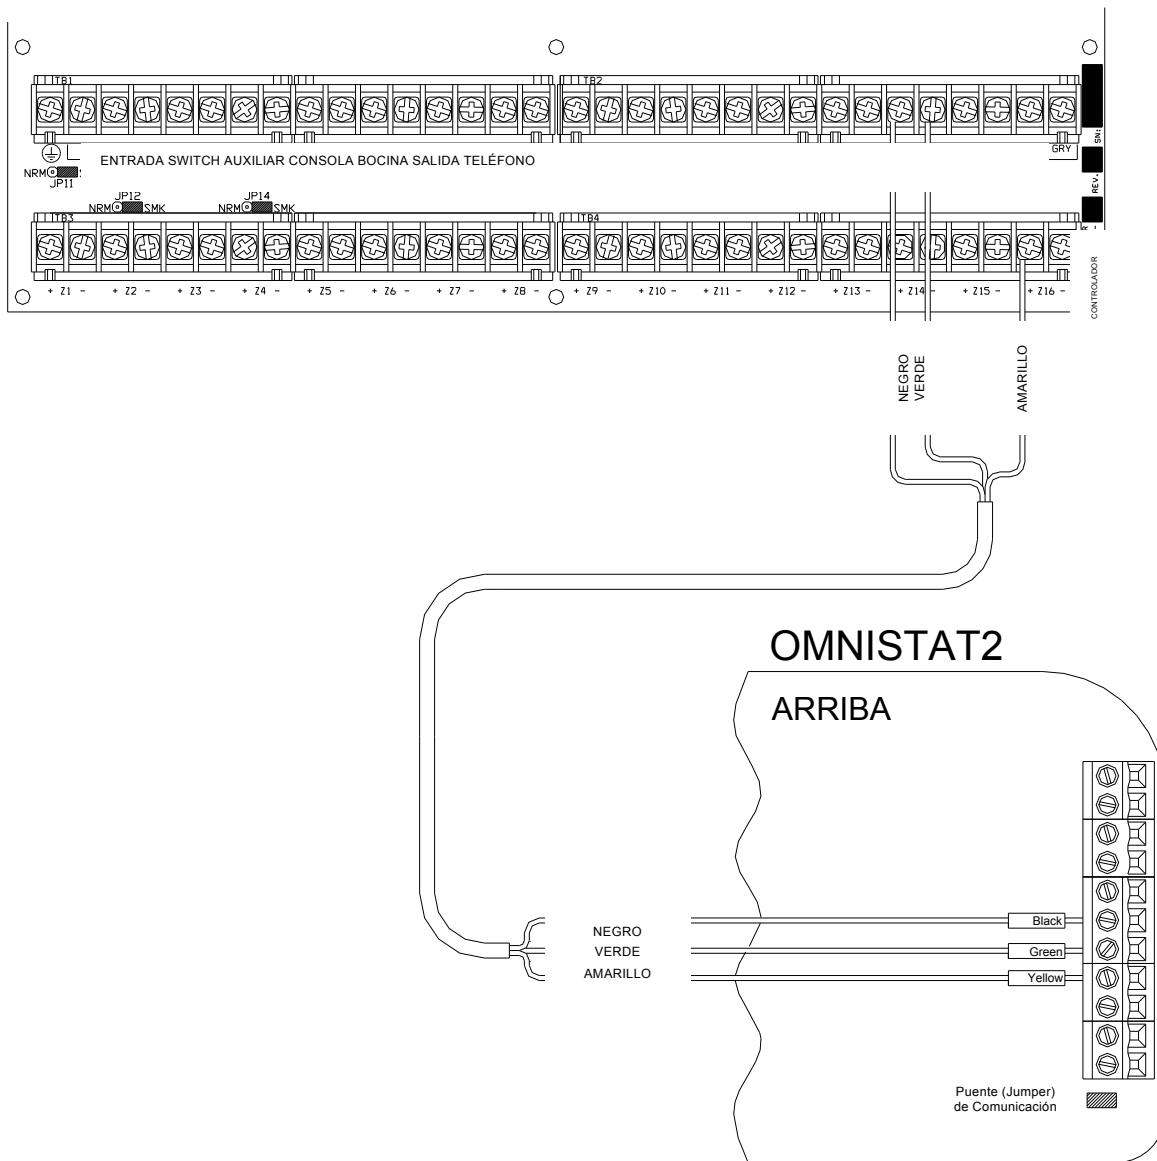 TB1 TB2
SN:
ENTRADA SWITCH AUXILIAR CONSOLA BOCINA SALIDA TELÉFONO
GRY
NRM
JP11
REV.
JP12 JP14
NRM SMK NRM SMK
TB3 TB4
+ Z1 - + Z2 - + Z3 - + Z4 - + Z5 - + Z6 - + Z7 - + Z8 - + Z9 - + Z10 - + Z11 - + Z12 - + Z13 - + Z14 - + Z15 - + Z16 -
CONTROLADOR
NEGRO
VERDE
AMARILLO
OMNISTAT2
ARRIBA
NEGRO
VERDE
AMARILLO
Black
Green
Yellow
Puente (Jumper)
de Comunicación